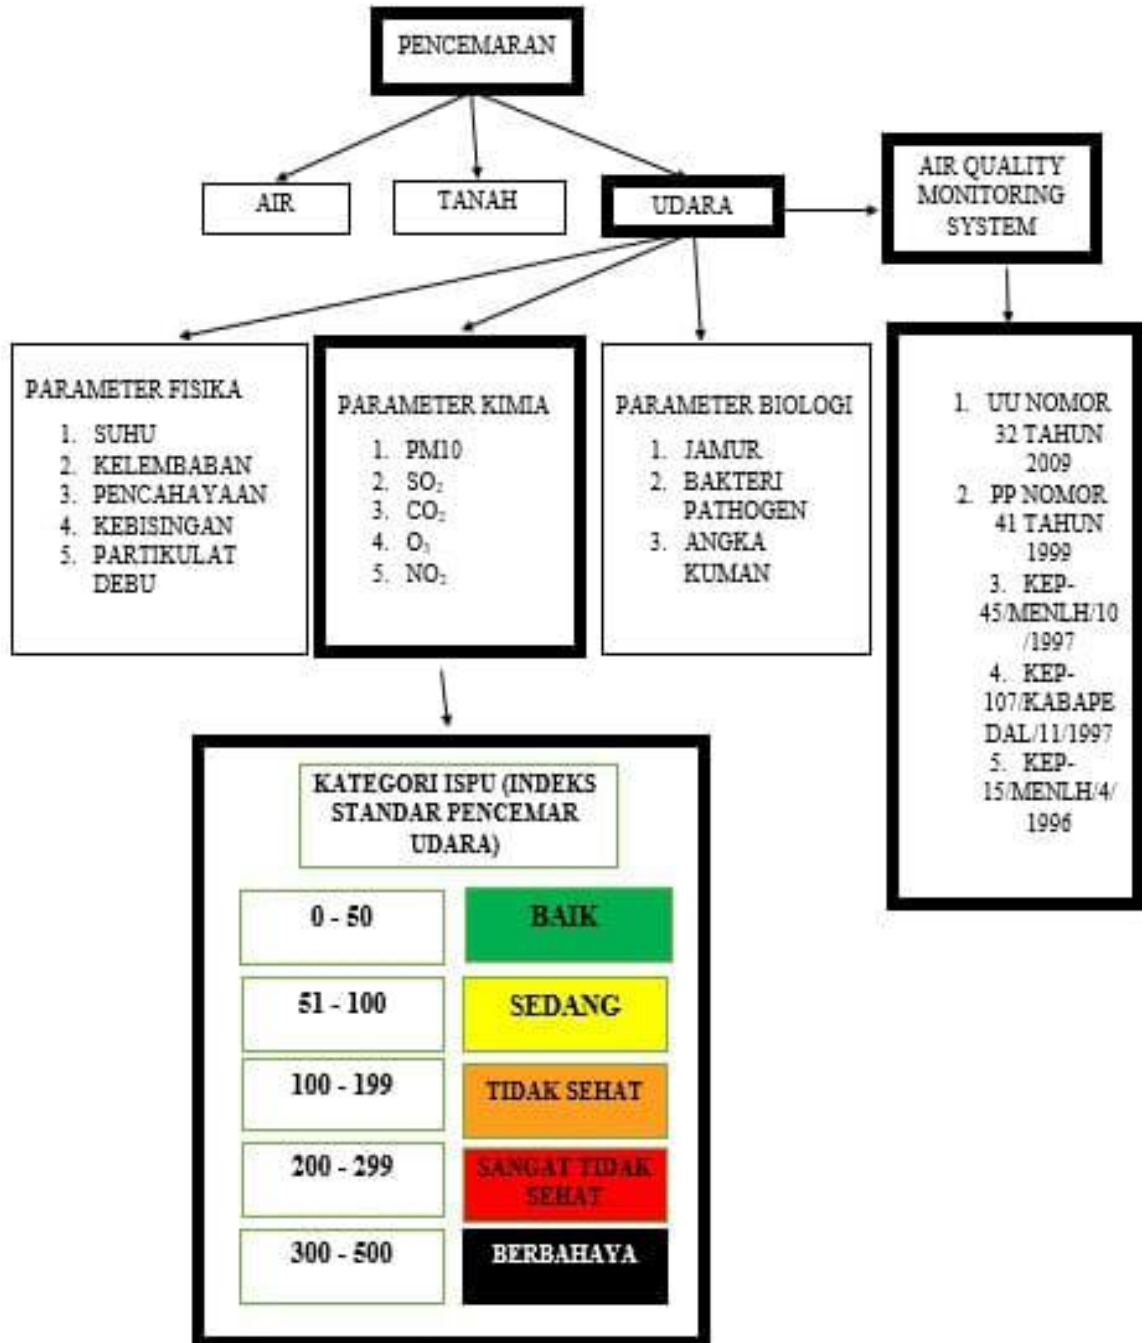 PENCEMARAN
AIR
TANAH
UDARA
AIR QUALITY
MONITORING
SYSTEM
PARAMETER FISIKA
1. SUHU
2. KELEMBABAN
3. PENCAHAYAAN
4. KEBISINGAN
5. PARTIKULAT
DEBU
PARAMETER KIMIA
1. PM10
2. SO₂
3. CO₂
4. O₃
5. NO₂
PARAMETER BIOLOGI
1. JAMUR
2. BAKTERI
PATHOGEN
3. ANGKA
KUMAN
1. UU NOMOR
32 TAHUN
2009
2. PP NOMOR
41 TAHUN
1999
3. KEP-
45/MENLH/10
/1997
4. KEP-
107/KABAPE
DAL/11/1997
5. KEP-
15/MENLH/4/
1996
KATEGORI ISPU (INDEKS
STANDAR PENCEMAR
UDARA)
0 - 50
BAIK
51 - 100
SEDANG
100 - 199
TIDAK SEHAT
200 - 299
SANGAT TIDAK
SEHAT
300 - 500
BERBAHAYA